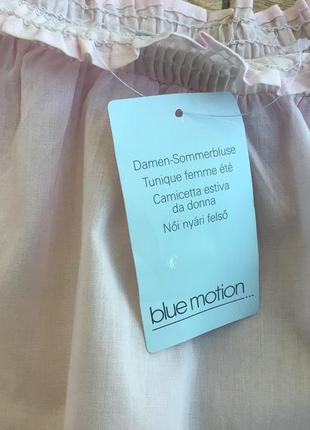 Damen-Sommerbluse
Tunique femme été
Camicetta estiva
da donna
Női nyári felső
blue motion...